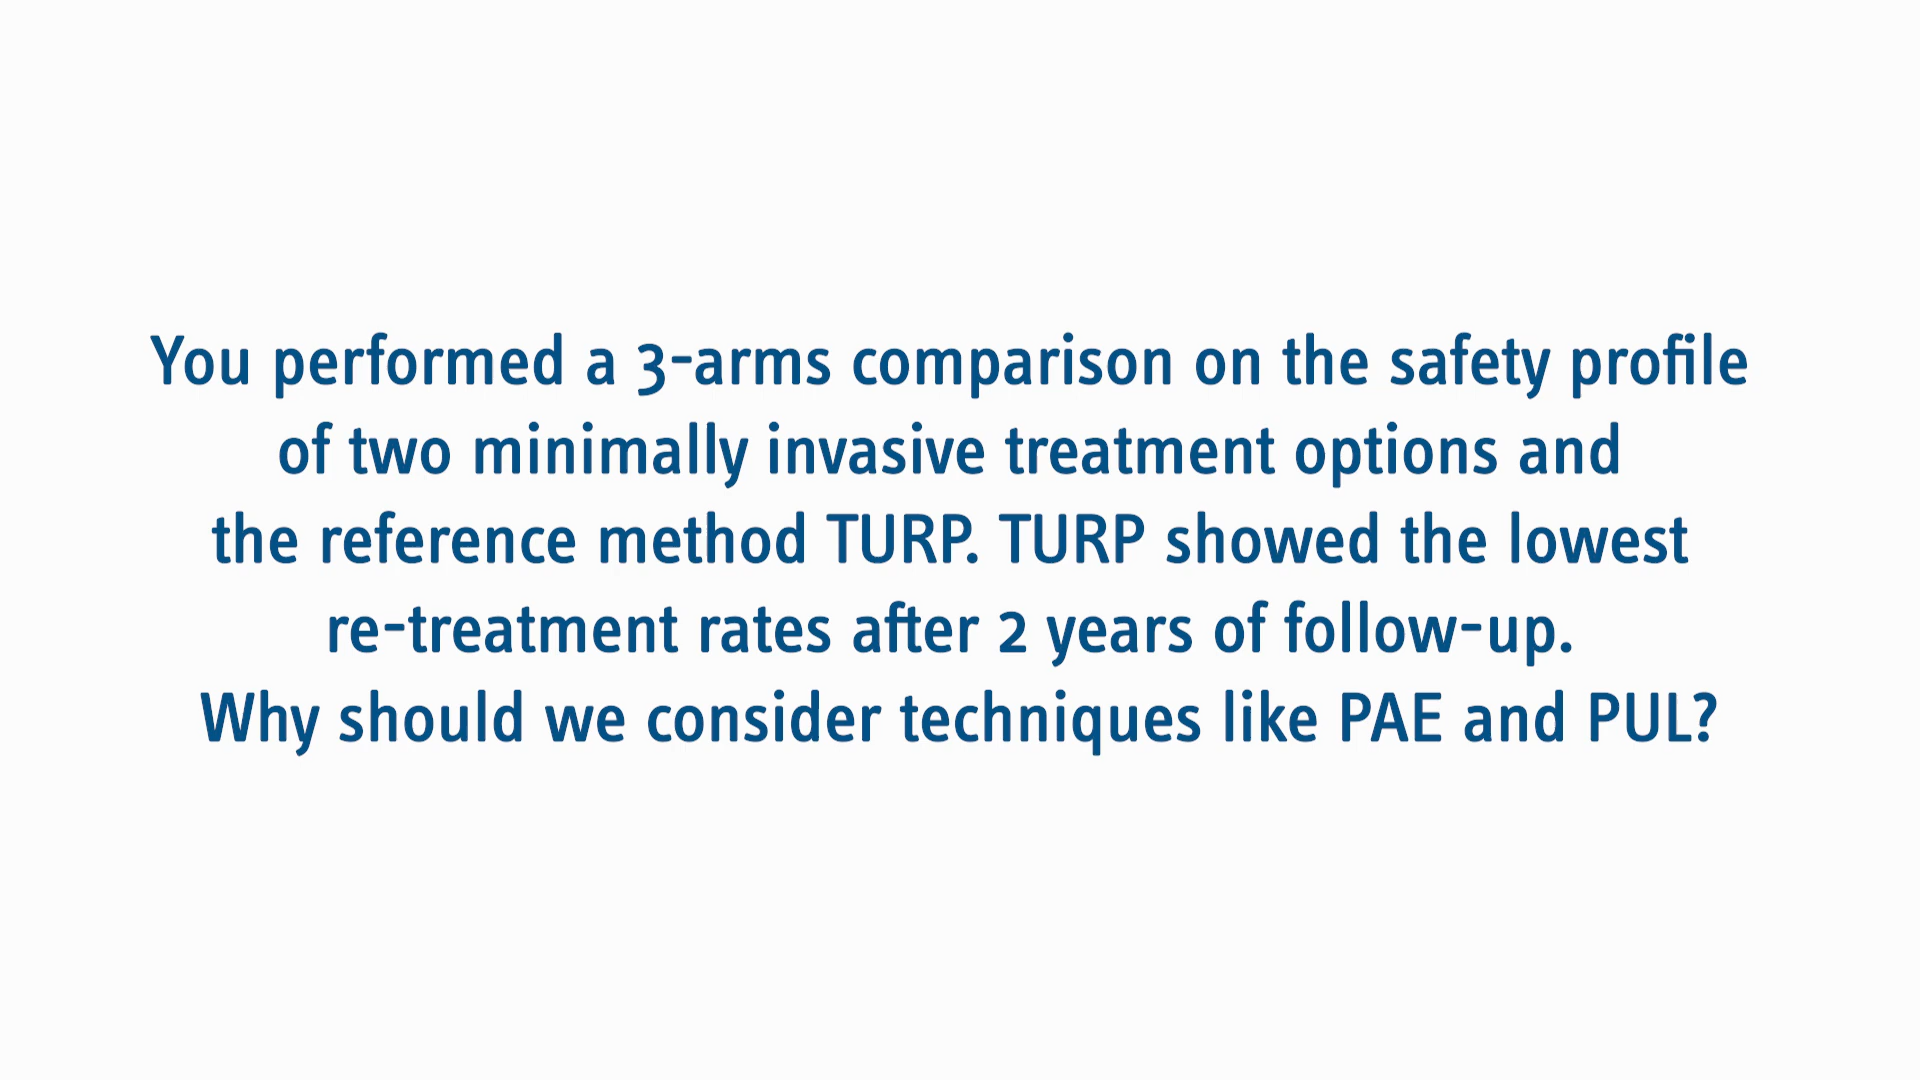 You performed a 3-arms comparison on the safety profile
of two minimally invasive treatment options and
the reference method TURP. TURP showed the lowest
re-treatment rates after 2 years of follow-up.
Why should we consider techniques like PAE and PUL?